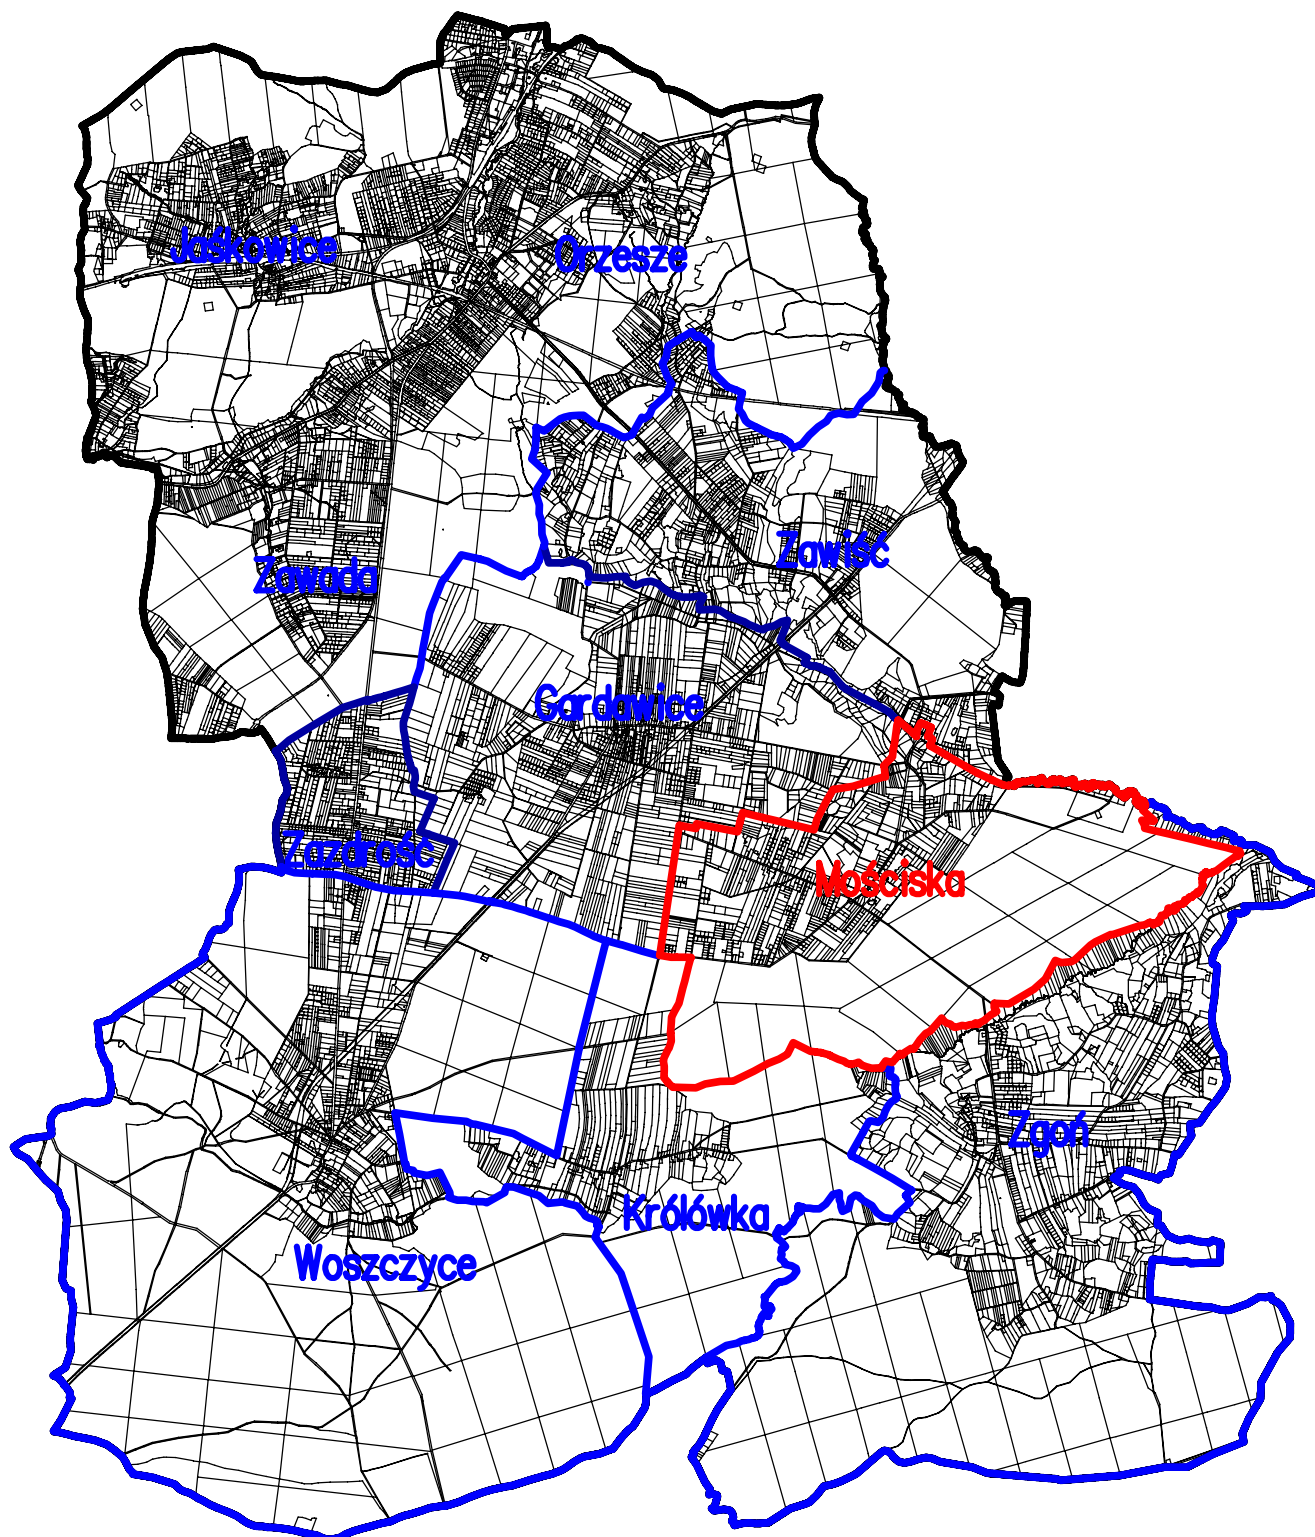 Jaśkowice
Orzesze
Zawiść
Zawada
Gardawice
Zazdrość
Mościska
Zgoń
Królówka
Woszczyce